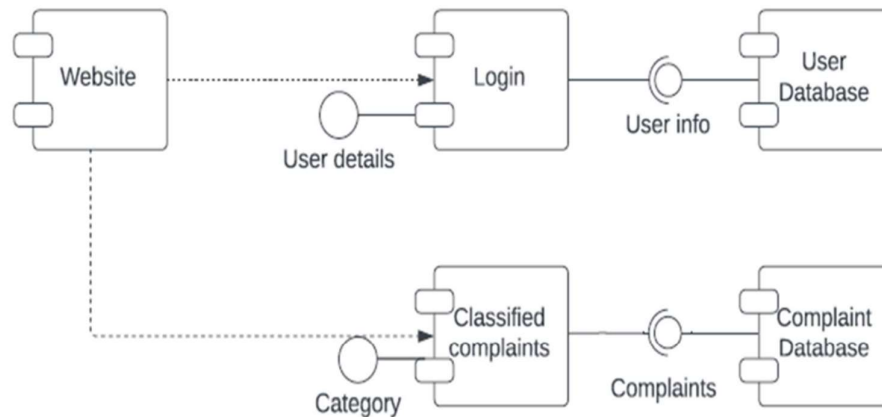 Website
Login
User
Database
User info
User details
Classified
complaints
Complaint
Database
Complaints
Category